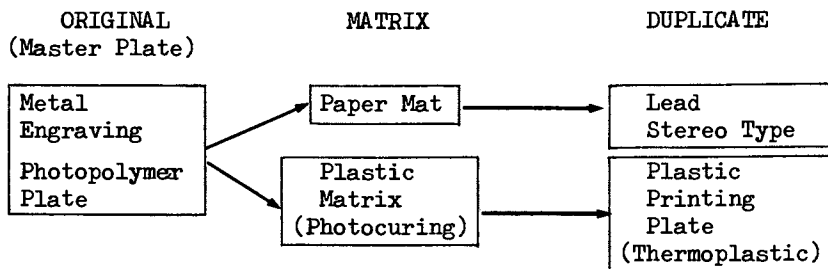 ORIGINAL
(Master Plate)
MATRIX
DUPLICATE
Metal
Engraving
Photopolymer
Plate
Paper Mat
Plastic
Matrix
(Photocuring)
Lead
Stereo Type
Plastic
Printing
Plate
(Thermoplastic)